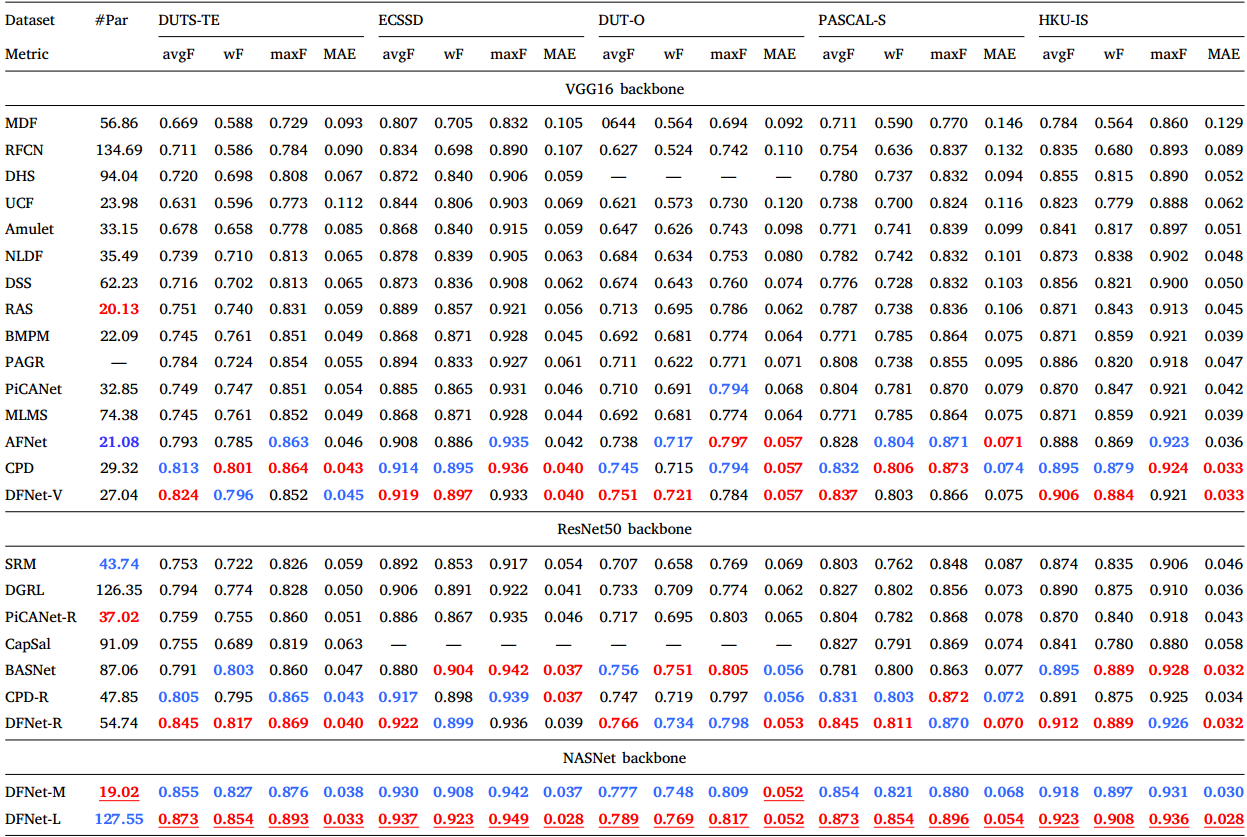 Dataset #Par DUTS-TE ECSSD DUT-O PASCAL-S HKU-IS
Metric avgF wF maxF MAE avgF wF maxF MAE avgF wF maxF MAE avgF wF maxF MAE avgF wF maxF MAE
VGG16 backbone
MDF 56.86 0.669 0.588 0.729 0.093 0.807 0.705 0.832 0.105 0644 0.564 0.694 0.092 0.711 0.590 0.770 0.146 0.784 0.564 0.860 0.129
RFCN 134.69 0.711 0.586 0.784 0.090 0.834 0.698 0.890 0.107 0.627 0.524 0.742 0.110 0.754 0.636 0.837 0.132 0.835 0.680 0.893 0.089
DHS 94.04 0.720 0.698 0.808 0.067 0.872 0.840 0.906 0.059 — — — — 0.780 0.737 0.832 0.094 0.855 0.815 0.890 0.052
UCF 23.98 0.631 0.596 0.773 0.112 0.844 0.806 0.903 0.069 0.621 0.573 0.730 0.120 0.738 0.700 0.824 0.116 0.823 0.779 0.888 0.062
Amulet 33.15 0.678 0.658 0.778 0.085 0.868 0.840 0.915 0.059 0.647 0.626 0.743 0.098 0.771 0.741 0.839 0.099 0.841 0.817 0.897 0.051
NLDF 35.49 0.739 0.710 0.813 0.065 0.878 0.839 0.905 0.063 0.684 0.634 0.753 0.080 0.782 0.742 0.832 0.101 0.873 0.838 0.902 0.048
DSS 62.23 0.716 0.702 0.813 0.065 0.873 0.836 0.908 0.062 0.674 0.643 0.760 0.074 0.776 0.728 0.832 0.103 0.856 0.821 0.900 0.050
RAS 20.13 0.751 0.740 0.831 0.059 0.889 0.857 0.921 0.056 0.713 0.695 0.786 0.062 0.787 0.738 0.836 0.106 0.871 0.843 0.913 0.045
BMPM 22.09 0.745 0.761 0.851 0.049 0.868 0.871 0.928 0.045 0.692 0.681 0.774 0.064 0.771 0.785 0.864 0.075 0.871 0.859 0.921 0.039
PAGR — 0.784 0.724 0.854 0.055 0.894 0.833 0.927 0.061 0.711 0.622 0.771 0.071 0.808 0.738 0.855 0.095 0.886 0.820 0.918 0.047
PiCANet 32.85 0.749 0.747 0.851 0.054 0.885 0.865 0.931 0.046 0.710 0.691 0.794 0.068 0.804 0.781 0.870 0.079 0.870 0.847 0.921 0.042
MLMS 74.38 0.745 0.761 0.852 0.049 0.868 0.871 0.928 0.044 0.692 0.681 0.774 0.064 0.771 0.785 0.864 0.075 0.871 0.859 0.921 0.039
AFNet 21.08 0.793 0.785 0.863 0.046 0.908 0.886 0.935 0.042 0.738 0.717 0.797 0.057 0.828 0.804 0.871 0.071 0.888 0.869 0.923 0.036
CPD 29.32 0.813 0.801 0.864 0.043 0.914 0.895 0.936 0.040 0.745 0.715 0.794 0.057 0.832 0.806 0.873 0.074 0.895 0.879 0.924 0.033
DFNet-V 27.04 0.824 0.796 0.852 0.045 0.919 0.897 0.933 0.040 0.751 0.721 0.784 0.057 0.837 0.803 0.866 0.075 0.906 0.884 0.921 0.033
ResNet50 backbone
SRM 43.74 0.753 0.722 0.826 0.059 0.892 0.853 0.917 0.054 0.707 0.658 0.769 0.069 0.803 0.762 0.848 0.087 0.874 0.835 0.906 0.046
DGRL 126.35 0.794 0.774 0.828 0.050 0.906 0.891 0.922 0.041 0.733 0.709 0.774 0.062 0.827 0.802 0.856 0.073 0.890 0.875 0.910 0.036
PiCANet-R 37.02 0.759 0.755 0.860 0.051 0.886 0.867 0.935 0.046 0.717 0.695 0.803 0.065 0.804 0.782 0.868 0.078 0.870 0.840 0.918 0.043
CapSal 91.09 0.755 0.689 0.819 0.063 — — — — — — — — 0.827 0.791 0.869 0.074 0.841 0.780 0.880 0.058
BASNet 87.06 0.791 0.803 0.860 0.047 0.880 0.904 0.942 0.037 0.756 0.751 0.805 0.056 0.781 0.800 0.863 0.077 0.895 0.889 0.928 0.032
CPD-R 47.85 0.805 0.795 0.865 0.043 0.917 0.898 0.939 0.037 0.747 0.719 0.797 0.056 0.831 0.803 0.872 0.072 0.891 0.875 0.925 0.034
DFNet-R 54.74 0.845 0.817 0.869 0.040 0.922 0.899 0.936 0.039 0.766 0.734 0.798 0.053 0.845 0.811 0.870 0.070 0.912 0.889 0.926 0.032
NASNet backbone
DFNet-M 19.02 0.855 0.827 0.876 0.038 0.930 0.908 0.942 0.037 0.777 0.748 0.809 0.052 0.854 0.821 0.880 0.068 0.918 0.897 0.931 0.030
DFNet-L 127.55 0.873 0.854 0.893 0.033 0.937 0.923 0.949 0.028 0.789 0.769 0.817 0.052 0.873 0.854 0.896 0.054 0.923 0.908 0.936 0.028